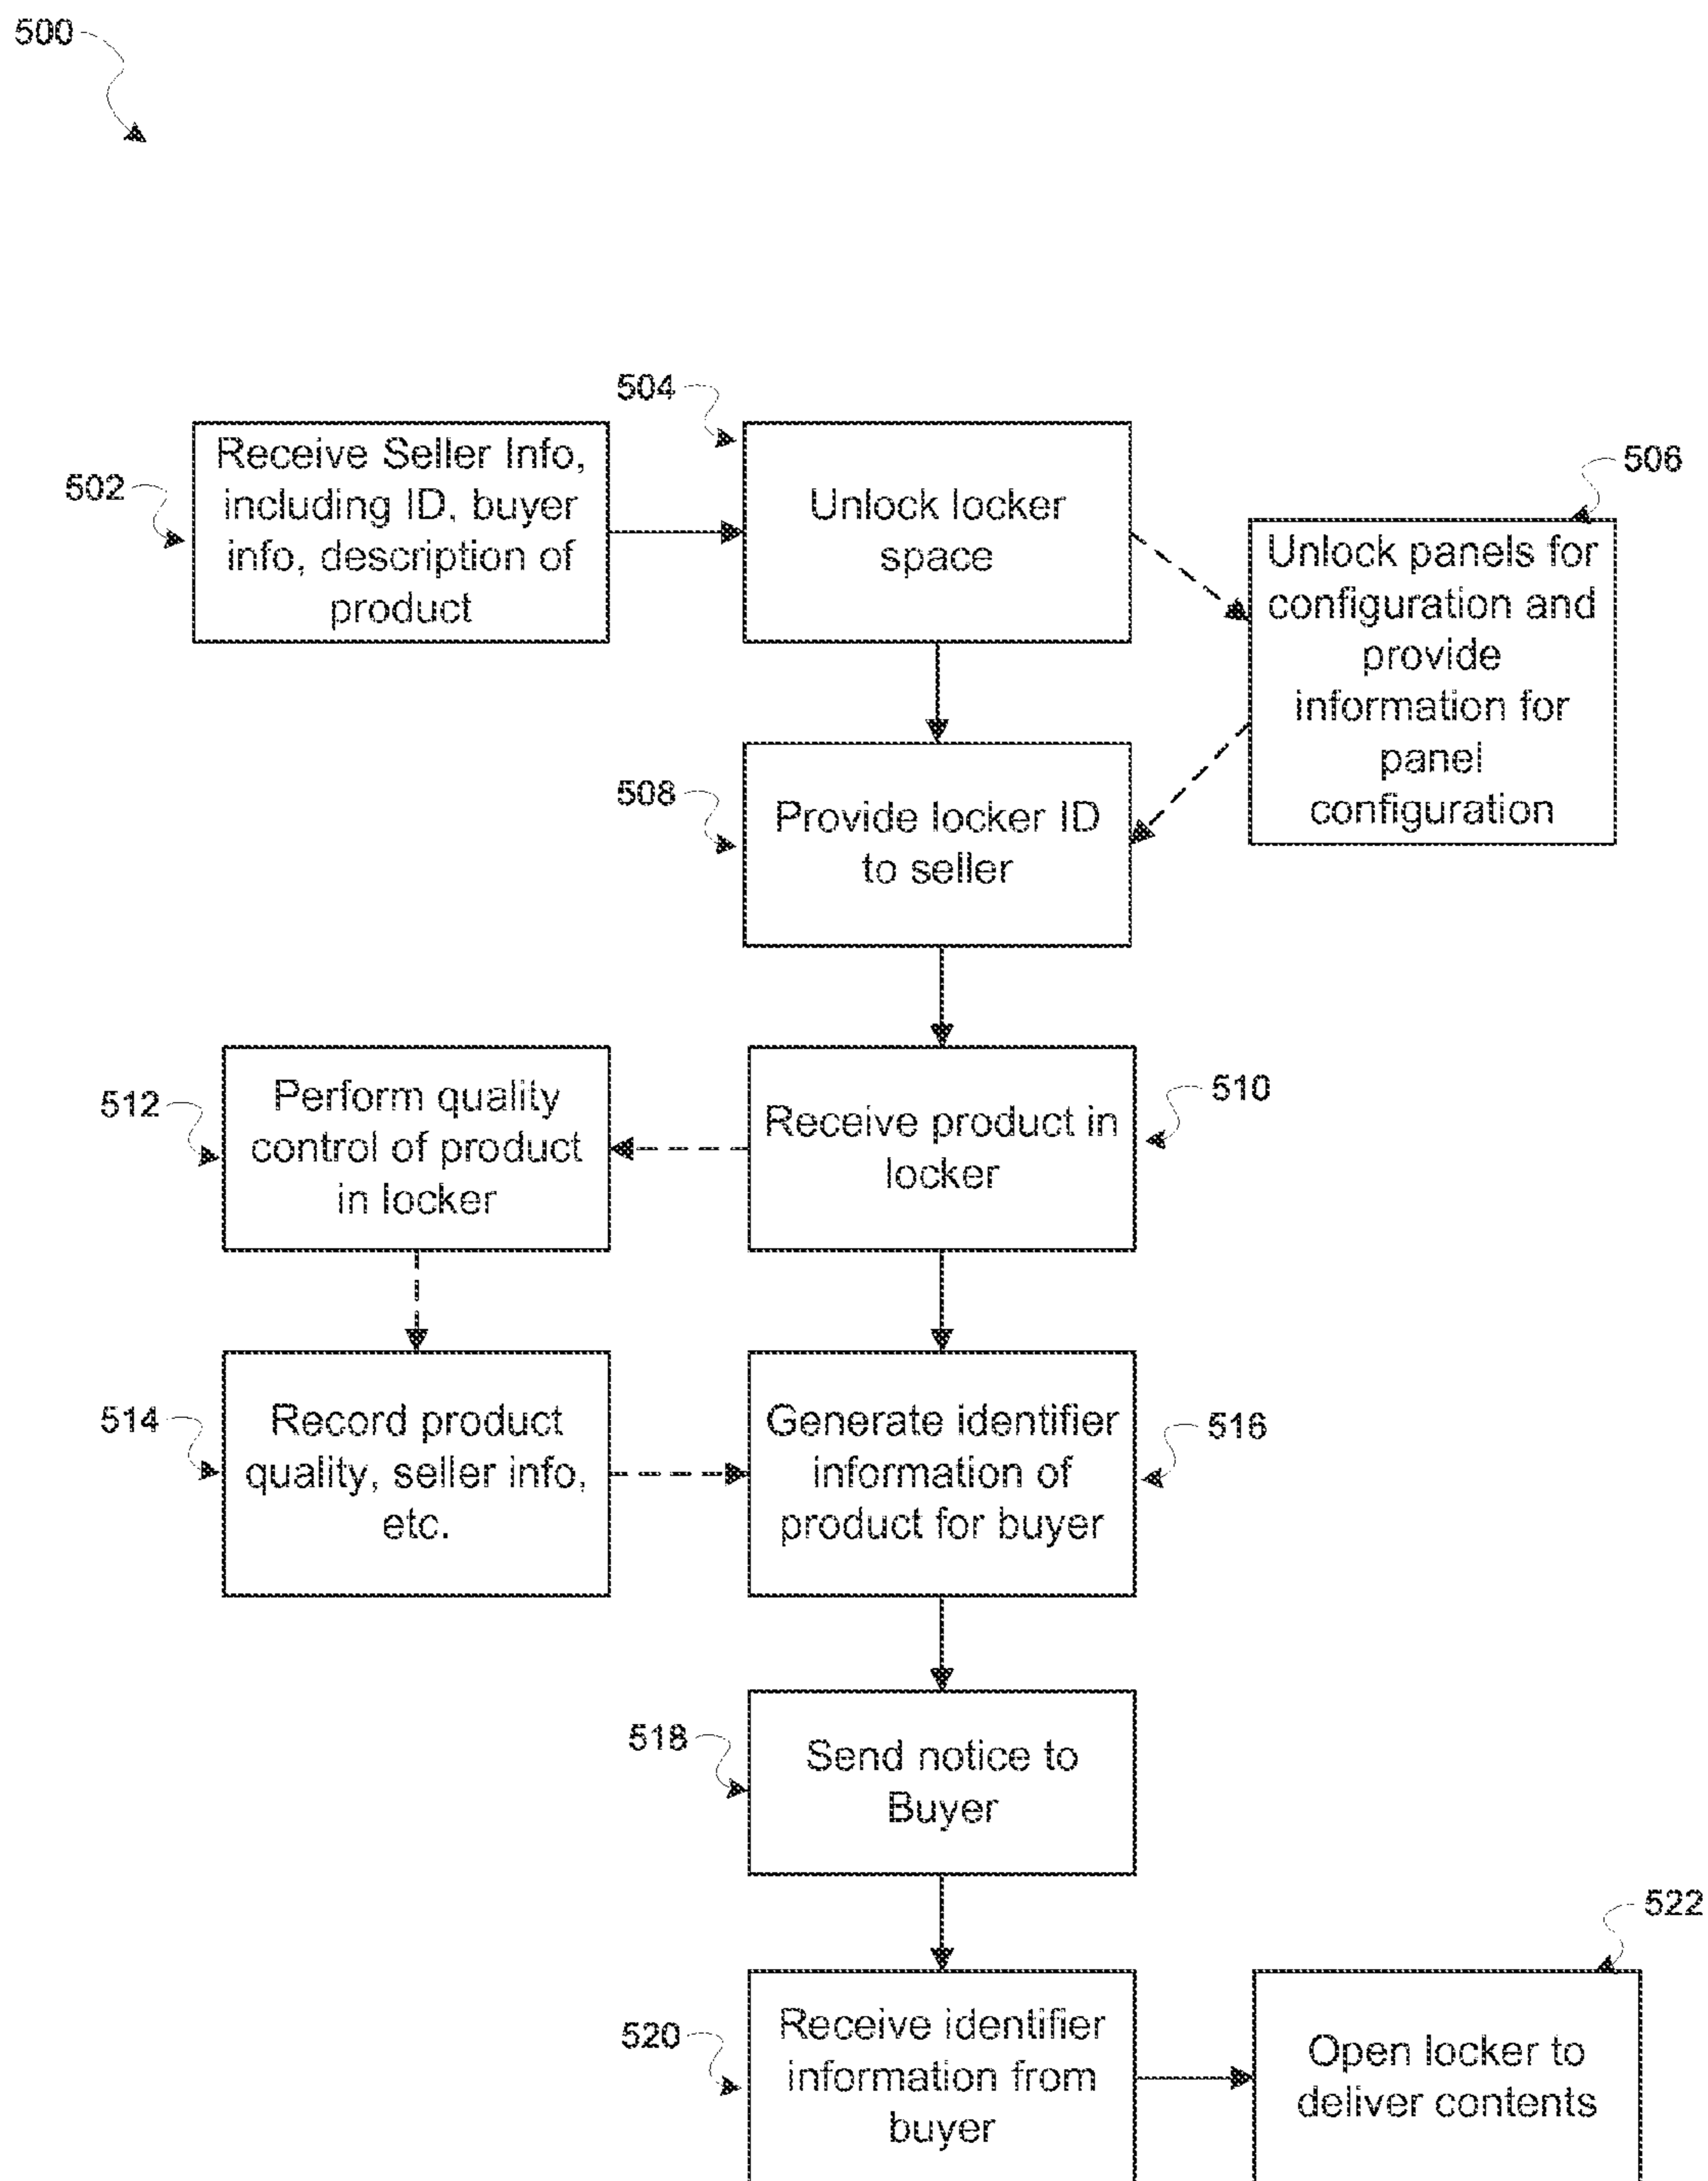 500
504
502
Receive Seller Info,
including ID, buyer
info, description of
product
Unlock locker
space
506
Unlock panels for
configuration and
provide
information for
panel
configuration
508
Provide locker ID
to seller
512
Perform quality
control of product
in locker
Receive product in
locker
510
514
Record product
quality, seller info,
etc.
Generate identifier
information of
product for buyer
516
518
Send notice to
Buyer
520
Receive identifier
information from
buyer
522
Open locker to
deliver contents